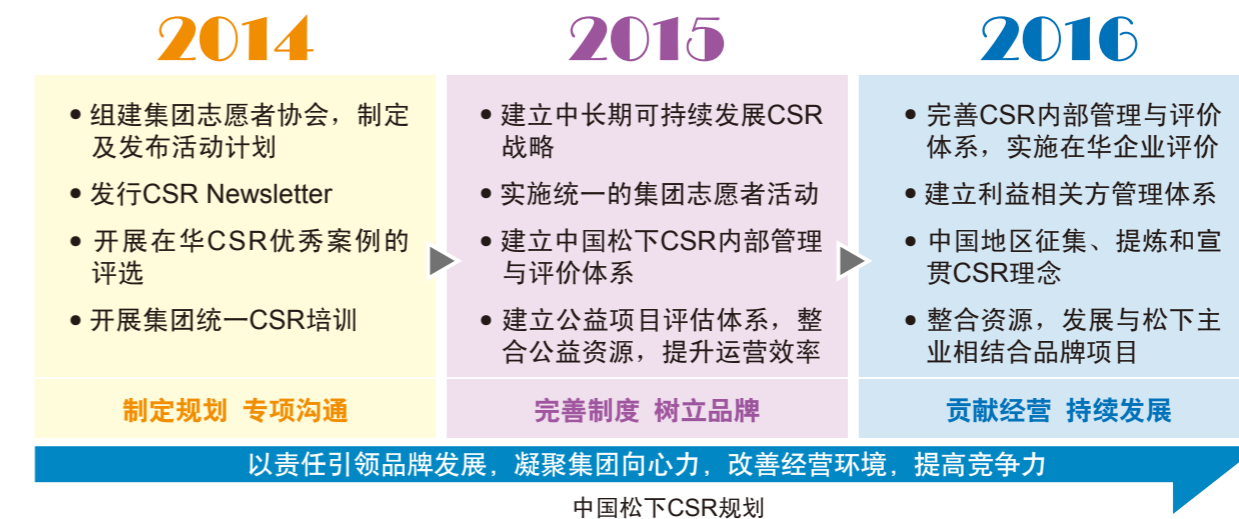 2014
• 组建集团志愿者协会，制定
及发布活动计划
• 发行CSR Newsletter
• 开展在华CSR优秀案例的
评选
• 开展集团统一CSR培训
制定规划 专项沟通
2015
• 建立中长期可持续发展CSR
战略
• 实施统一的集团志愿者活动
• 建立中国松下CSR内部管理
与评价体系
• 建立公益项目评估体系，整
合公益资源，提升运营效率
完善制度 树立品牌
2016
• 完善CSR内部管理与评价
体系，实施在华企业评价
• 建立利益相关方管理体系
• 中国地区征集、提炼和宣
贯CSR理念
• 整合资源，发展与松下主
业相结合品牌项目
贡献经营 持续发展
以责任引领品牌发展，凝聚集团向心力，改善经营环境，提高竞争力
中国松下CSR规划